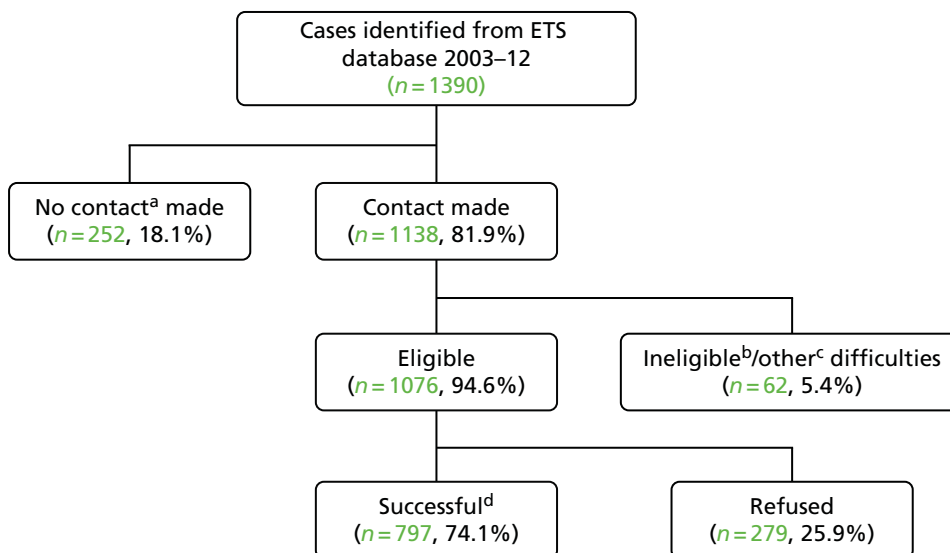 Cases identified from ETS
database 2003–12
(n=1390)
No contactᵃ made
(n=252, 18.1%)
Contact made
(n=1138, 81.9%)
Eligible
(n=1076, 94.6%)
Ineligibleᵇ/otherᶜ difficulties
(n=62, 5.4%)
Successfulᵈ
(n=797, 74.1%)
Refused
(n=279, 25.9%)